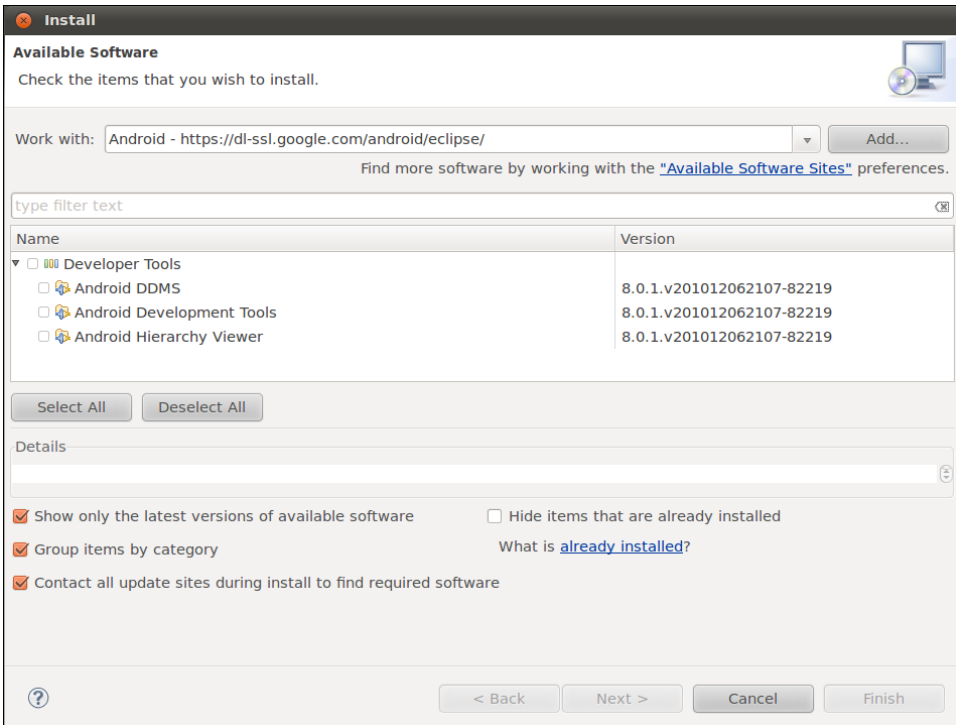 Install
Available Software
Check the items that you wish to install.
Work with: Android - https://dl-ssl.google.com/android/eclipse/ Add...
Find more software by working with the "Available Software Sites" preferences.
type filter text
Name Version
Developer Tools
Android DDMS 8.0.1.v201012062107-82219
Android Development Tools 8.0.1.v201012062107-82219
Android Hierarchy Viewer 8.0.1.v201012062107-82219
Select All Deselect All
Details
Show only the latest versions of available software Hide items that are already installed
Group items by category What is already installed?
Contact all update sites during install to find required software
? < Back Next > Cancel Finish